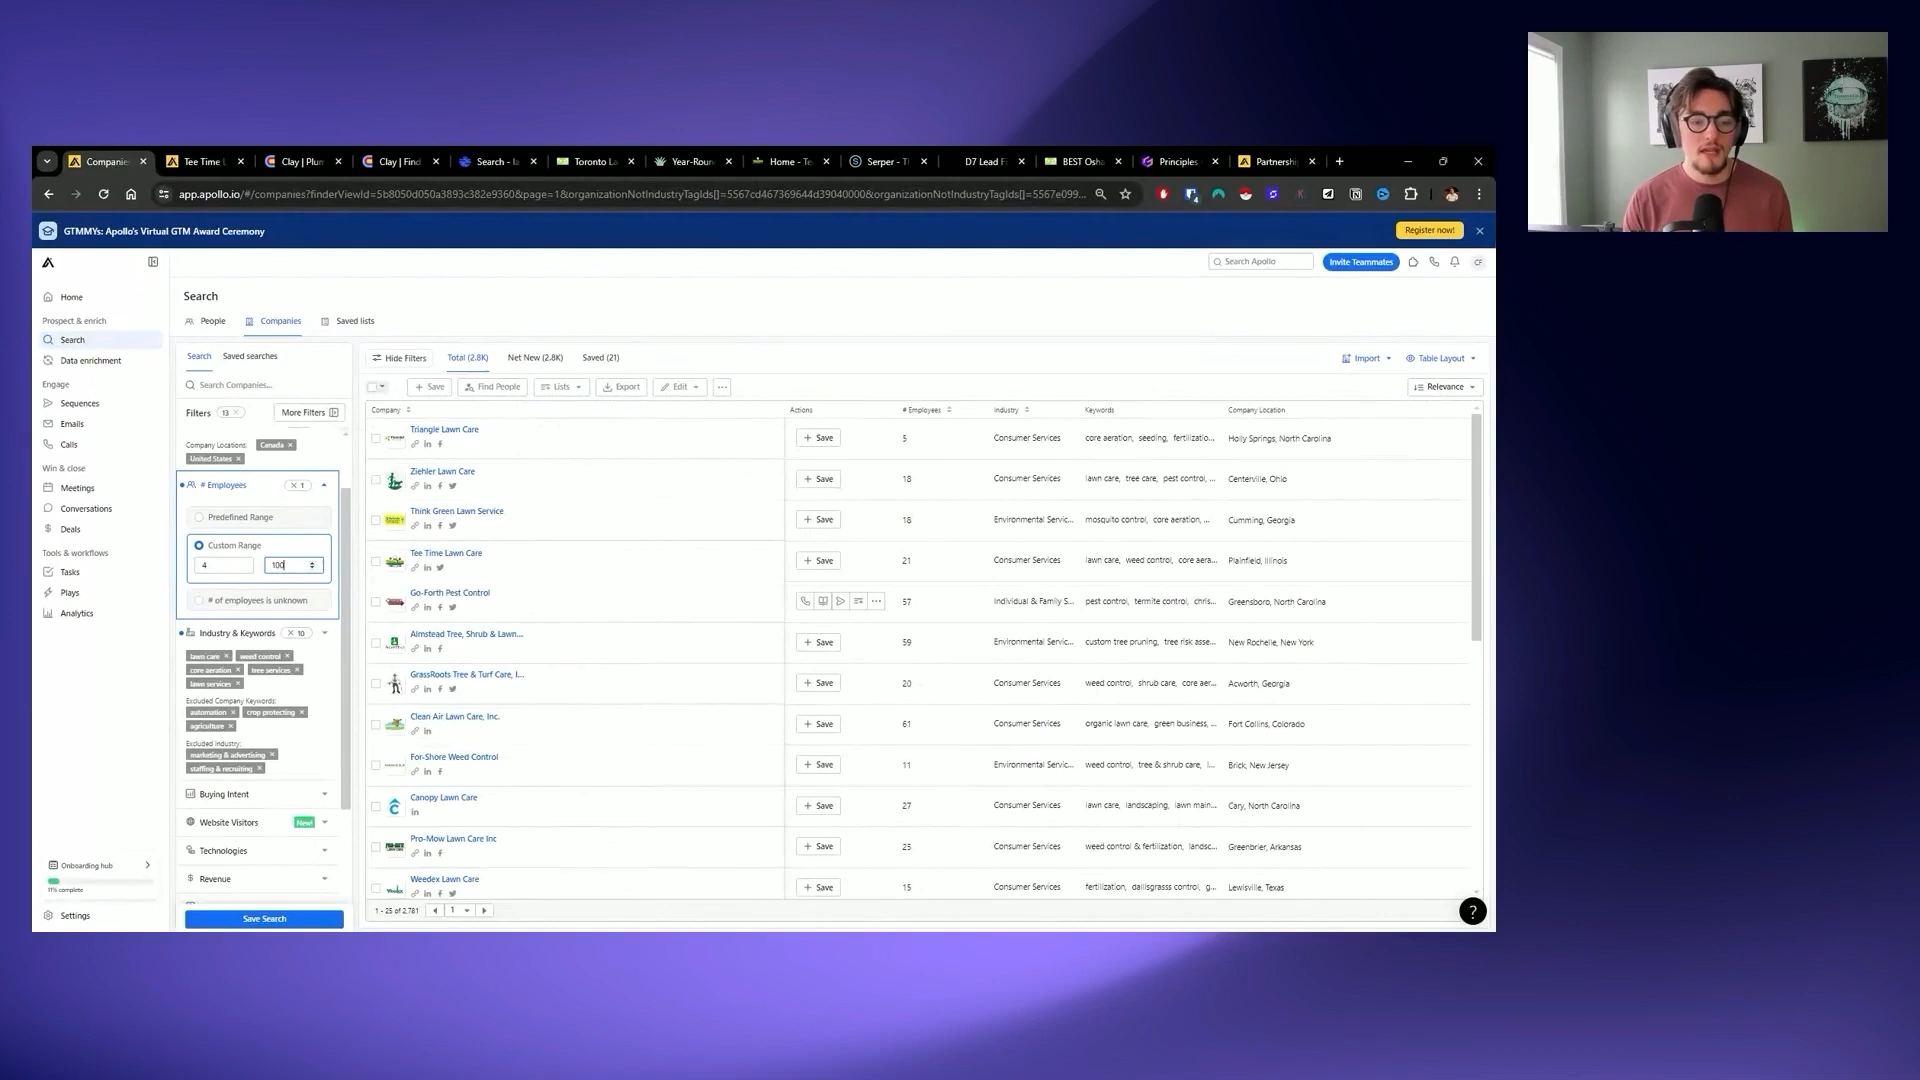 Companie
Tee Time L
Clay | Plum
Clay | Find
Search - la
Toronto La
Year-Roun
Home - Te
Serper - T
D7 Lead Fi
BEST Osha
Principles
Partnershi
app.apollo.io/#/companies?finderViewId=5b8050d050a3893c382e9360&page=1&organizationNotIndustryTagIds[]=5567cd467369644d39040000&organizationNotIndustryTagIds[]=5567e099...
GTMMYs: Apollo's Virtual GTM Award Ceremony
Register now!
Search Apollo
Invite Teammates
CF
Home
Prospect & enrich
Search
Data enrichment
Engage
Sequences
Emails
Calls
Win & close
Meetings
Conversations
Deals
Tools & workflows
Tasks
Plays
Analytics
Onboarding hub
11% complete
Settings
Search
People
Companies
Saved lists
Search
Saved searches
Search Companies...
Filters 13
More Filters
Company Locations: Canada
United States
# Employees 1
Predefined Range
Custom Range
4 100
# of employees is unknown
Industry & Keywords 10
lawn care weed control
core aeration tree services
lawn services
Excluded Company Keywords:
automation crop protecting
agriculture
Excluded Industry:
marketing & advertising
staffing & recruiting
Buying Intent
Website Visitors New!
Technologies
Revenue
Save Search
Hide Filters
Total (2.8K)
Net New (2.8K)
Saved (21)
Import
Table Layout
Save
Find People
Lists
Export
Edit
Relevance
Company Actions # Employees Industry Keywords Company Location
Triangle Lawn Care Save 5 Consumer Services core aeration, seeding, fertilizatio... Holly Springs, North Carolina
Ziehler Lawn Care Save 18 Consumer Services lawn care, tree care, pest control, ... Centerville, Ohio
Think Green Lawn Service Save 18 Environmental Servic... mosquito control, core aeration, ... Cumming, Georgia
Tee Time Lawn Care Save 21 Consumer Services lawn care, weed control, core aera... Plainfield, Illinois
Go-Forth Pest Control 57 Individual & Family S... pest control, termite control, chris... Greensboro, North Carolina
Almstead Tree, Shrub & Lawn... Save 59 Environmental Servic... custom tree pruning, tree risk asse... New Rochelle, New York
GrassRoots Tree & Turf Care, I... Save 20 Consumer Services weed control, shrub care, core aer... Acworth, Georgia
Clean Air Lawn Care, Inc. Save 61 Consumer Services organic lawn care, green business, ... Fort Collins, Colorado
For-Shore Weed Control Save 11 Environmental Servic... weed control, tree & shrub care, l... Brick, New Jersey
Canopy Lawn Care Save 27 Consumer Services lawn care, landscaping, lawn main... Cary, North Carolina
Pro-Mow Lawn Care Inc Save 25 Consumer Services weed control & fertilization, landsc... Greenbrier, Arkansas
Weedex Lawn Care Save 15 Consumer Services fertilization, dallisgrasss control, g... Lewisville, Texas
1 - 25 of 2,781
1
?